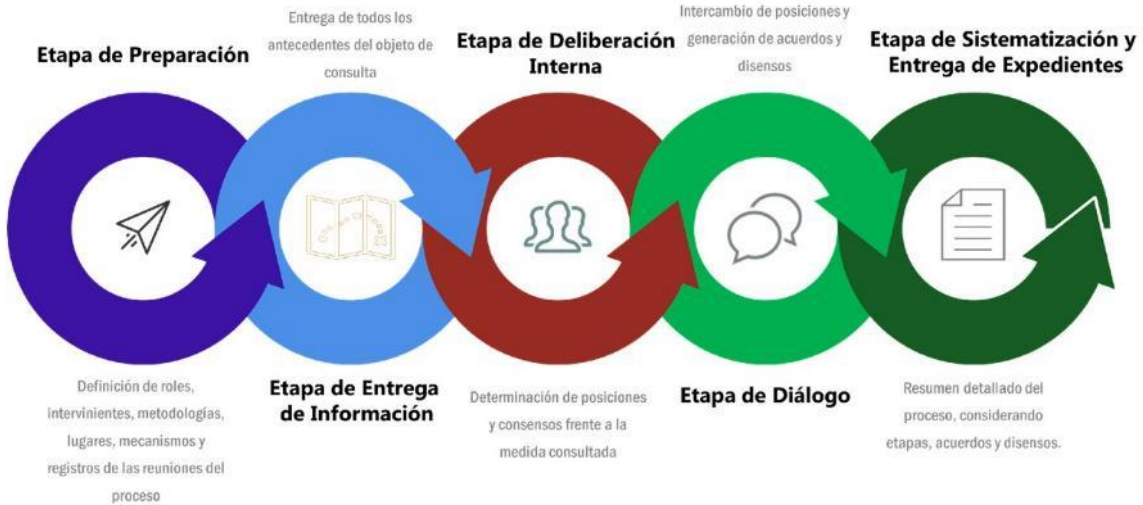 Etapa de Preparación
Definición de roles,
intervinientes, metodologías,
lugares, mecanismos y
registros de las reuniones del
proceso
Entrega de todos los
antecedentes del objeto de
consulta
Etapa de Entrega
de Información
Etapa de Deliberación
Interna
Determinación de posiciones
y consensos frente a la
medida consultada
Intercambio de posiciones y
generación de acuerdos y
disensos
Etapa de Diálogo
Etapa de Sistematización y
Entrega de Expedientes
Resumen detallado del
proceso, considerando
etapas, acuerdos y disensos.